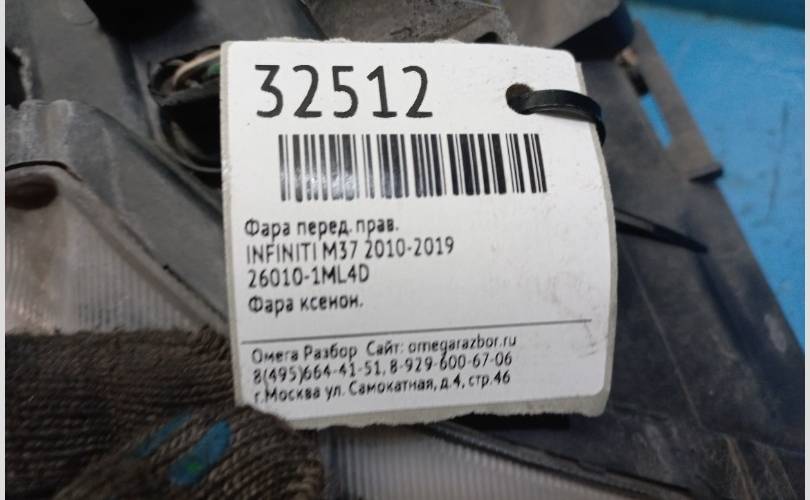 32512
Фара перед. прав.
INFINITI M37 2010-2019
26010-1ML4D
Фара ксенон.
Омега Разбор Сайт: omegarazbor.ru
8(495)664-41-51, 8-929-600-67-06
г.Москва ул. Самокатная, д.4, стр.46